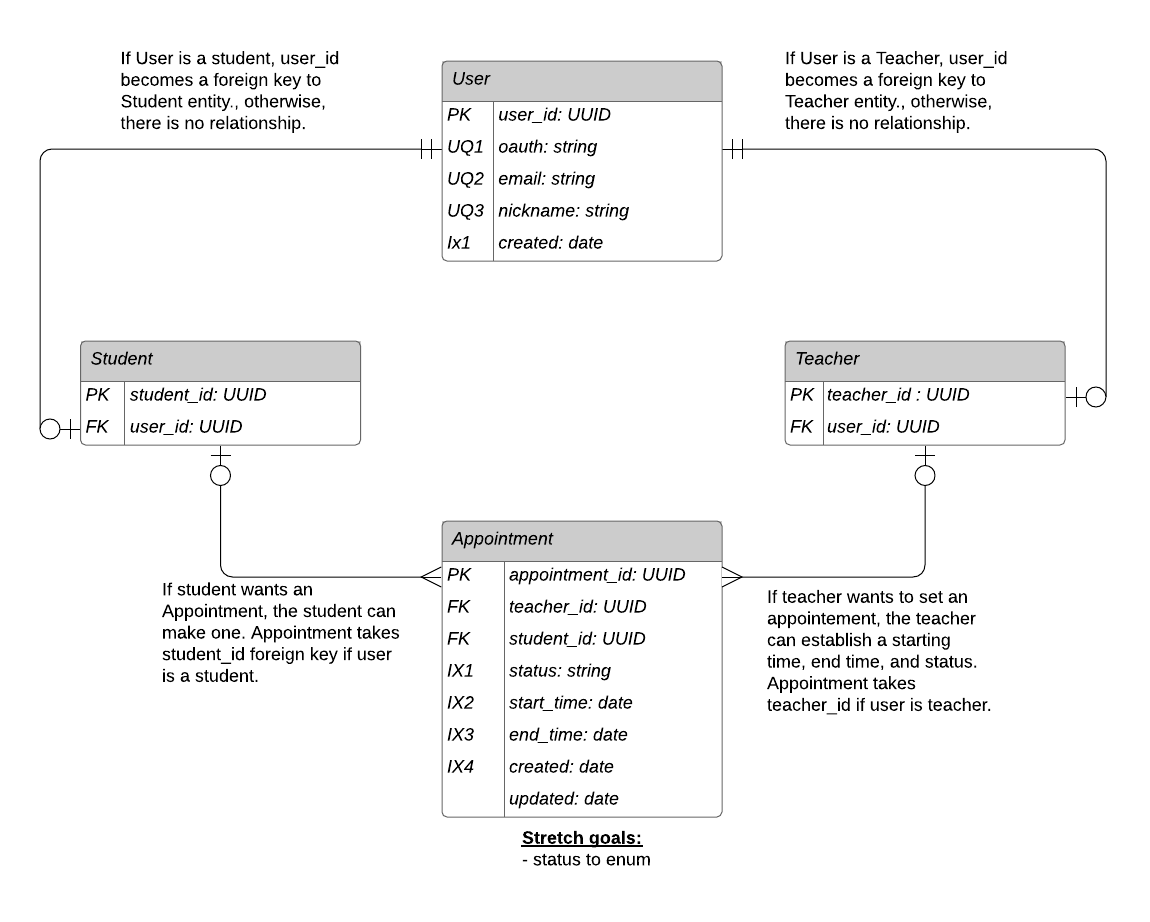 If User is a student, user_id
becomes a foreign key to
Student entity., otherwise,
there is no relationship.
User
PK user_id: UUID
UQ1 oauth: string
UQ2 email: string
UQ3 nickname: string
Ix1 created: date
If User is a Teacher, user_id
becomes a foreign key to
Teacher entity., otherwise,
there is no relationship.
Student
PK student_id: UUID
FK user_id: UUID
Teacher
PK teacher_id : UUID
FK user_id: UUID
Appointment
PK appointment_id: UUID
FK teacher_id: UUID
FK student_id: UUID
IX1 status: string
IX2 start_time: date
IX3 end_time: date
IX4 created: date
updated: date
If student wants an
Appointment, the student can
make one. Appointment takes
student_id foreign key if user
is a student.
If teacher wants to set an
appointement, the teacher
can establish a starting
time, end time, and status.
Appointment takes
teacher_id if user is teacher.
Stretch goals:
- status to enum